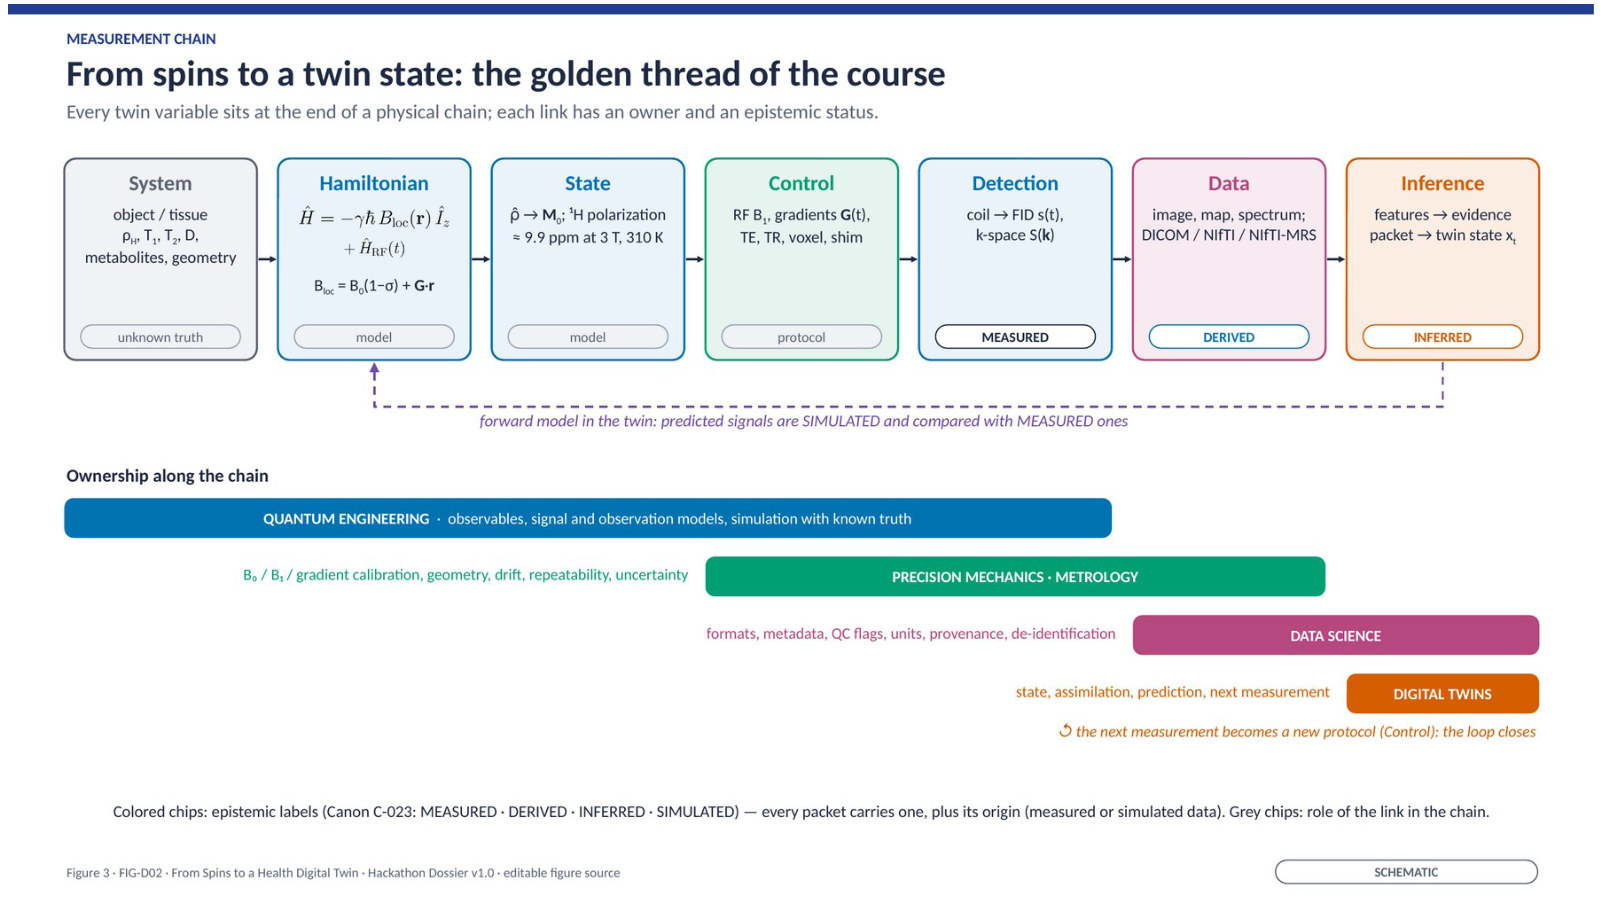 MEASUREMENT CHAIN
From spins to a twin state: the golden thread of the course
Every twin variable sits at the end of a physical chain; each link has an owner and an epistemic status.
System
object / tissue
ρH, T₁, T₂, D,
metabolites, geometry
unknown truth
Hamiltonian
Ĥ = −γħ Bloc(r) Îz
+ ĤRF(t)
Bloc = B₀(1−σ) + G·r
model
State
ρ̂ → M₀; ¹H polarization
≈ 9.9 ppm at 3 T, 310 K
model
Control
RF B₁, gradients G(t),
TE, TR, voxel, shim
protocol
Detection
coil → FID s(t),
k-space S(k)
MEASURED
Data
image, map, spectrum;
DICOM / NIfTI / NIfTI-MRS
DERIVED
Inference
features → evidence
packet → twin state xt
INFERRED
forward model in the twin: predicted signals are SIMULATED and compared with MEASURED ones
Ownership along the chain
QUANTUM ENGINEERING · observables, signal and observation models, simulation with known truth
B₀ / B₁ / gradient calibration, geometry, drift, repeatability, uncertainty
PRECISION MECHANICS · METROLOGY
formats, metadata, QC flags, units, provenance, de-identification
DATA SCIENCE
state, assimilation, prediction, next measurement
DIGITAL TWINS
↺ the next measurement becomes a new protocol (Control): the loop closes
Colored chips: epistemic labels (Canon C-023: MEASURED · DERIVED · INFERRED · SIMULATED) — every packet carries one, plus its origin (measured or simulated data). Grey chips: role of the link in the chain.
Figure 3 · FIG-D02 · From Spins to a Health Digital Twin · Hackathon Dossier v1.0 · editable figure source
SCHEMATIC